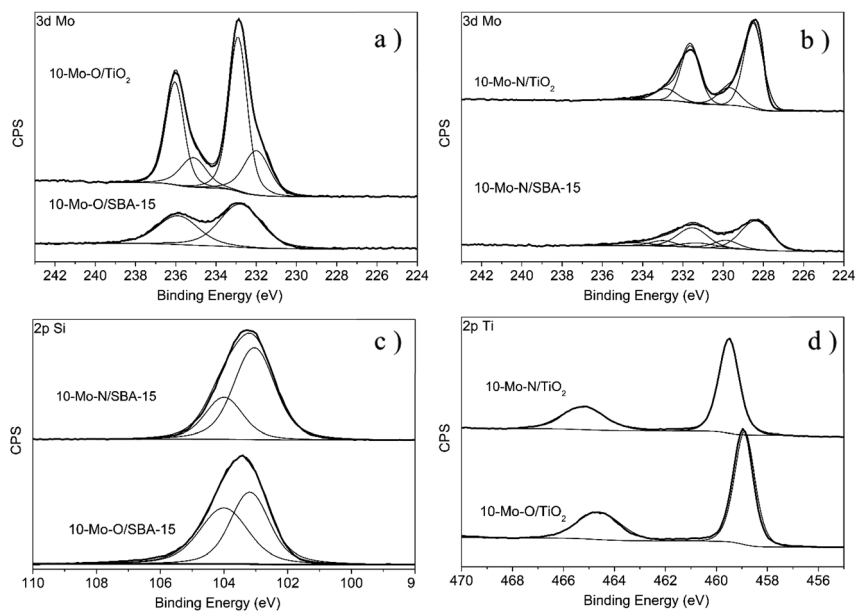 3d Mo
a )
10-Mo-O/TiO2
10-Mo-O/SBA-15
CPS
242 240 238 236 234 232 230 228 226 224
Binding Energy (eV)
3d Mo
b )
10-Mo-N/TiO2
10-Mo-N/SBA-15
CPS
242 240 238 236 234 232 230 228 226 224
Binding Energy (eV)
2p Si
c )
10-Mo-N/SBA-15
10-Mo-O/SBA-15
CPS
110 108 106 104 102 100 9
Binding Energy (eV)
2p Ti
d )
10-Mo-N/TiO2
10-Mo-O/TiO2
CPS
470 468 466 464 462 460 458 456
Binding Energy (eV)